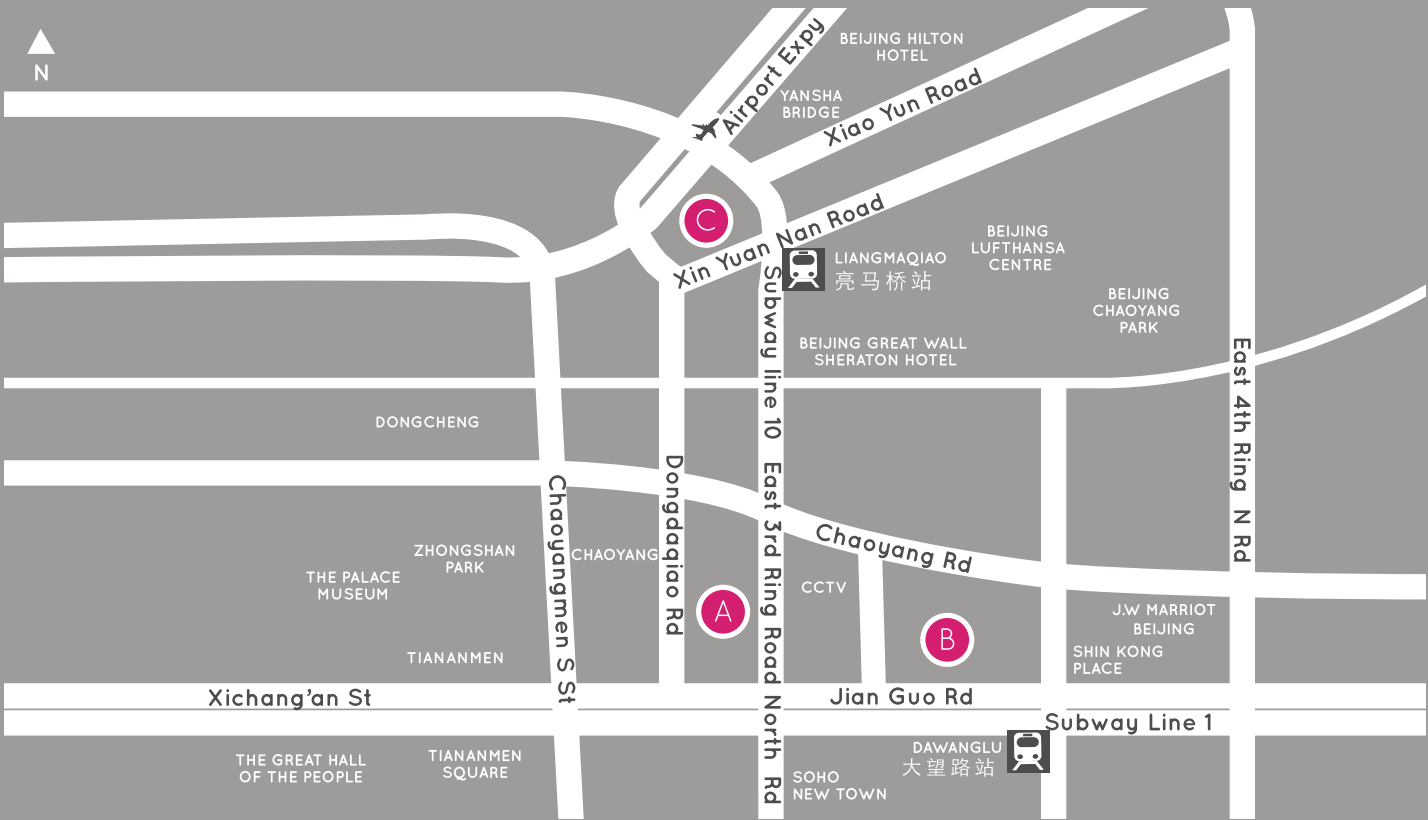 N
BEIJING HILTON
HOTEL
Airport Expy
YANSHA
BRIDGE
Xiao Yun Road
C
Xin Yuan Nan Road
LIANGMAQIAO
亮马桥站
BEIJING
LUFTHANSA
CENTRE
BEIJING
CHAOYANG
PARK
Subway line 10
BEIJING GREAT WALL
SHERATON HOTEL
East 4th Ring N Rd
DONGCHENG
Chaoyangmen S St
Dongdaqiao Rd
East 3rd Ring Road North Rd
Chaoyang Rd
ZHONGSHAN
PARK
CHAOYANG
THE PALACE
MUSEUM
CCTV
A
B
J.W MARRIOT
BEIJING
TIANANMEN
SHIN KONG
PLACE
Xichang'an St
Jian Guo Rd
Subway Line 1
THE GREAT HALL
OF THE PEOPLE
TIANANMEN
SQUARE
DAWANGLU
大望路站
SOHO
NEW TOWN